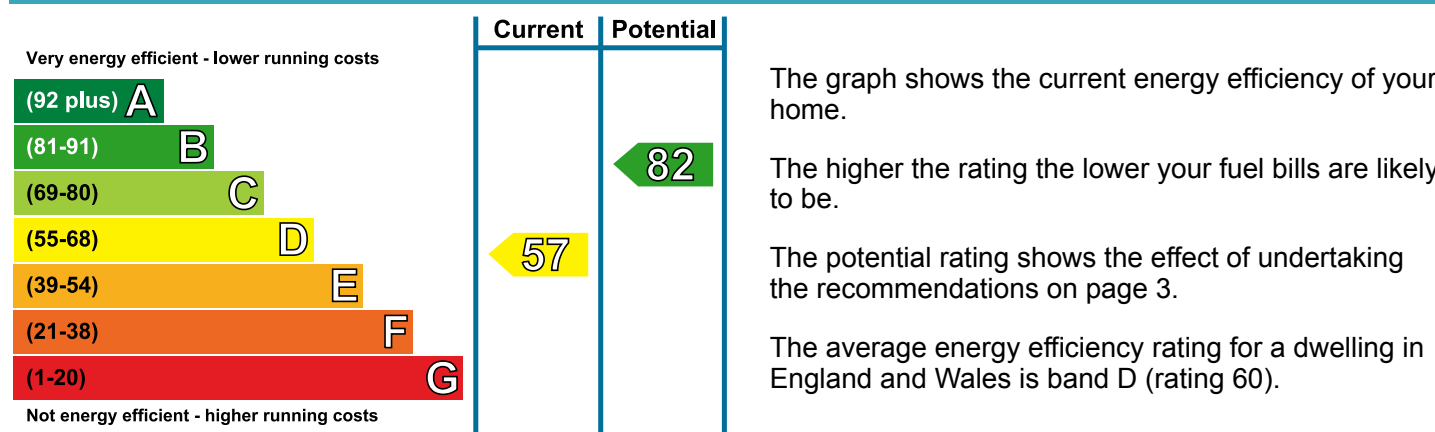 Current Potential
Very energy efficient - lower running costs
(92 plus) A
(81-91) B
(69-80) C
(55-68) D
(39-54) E
(21-38) F
(1-20) G
Not energy efficient - higher running costs
57
82
The graph shows the current energy efficiency of your
home.
The higher the rating the lower your fuel bills are likely
to be.
The potential rating shows the effect of undertaking
the recommendations on page 3.
The average energy efficiency rating for a dwelling in
England and Wales is band D (rating 60).